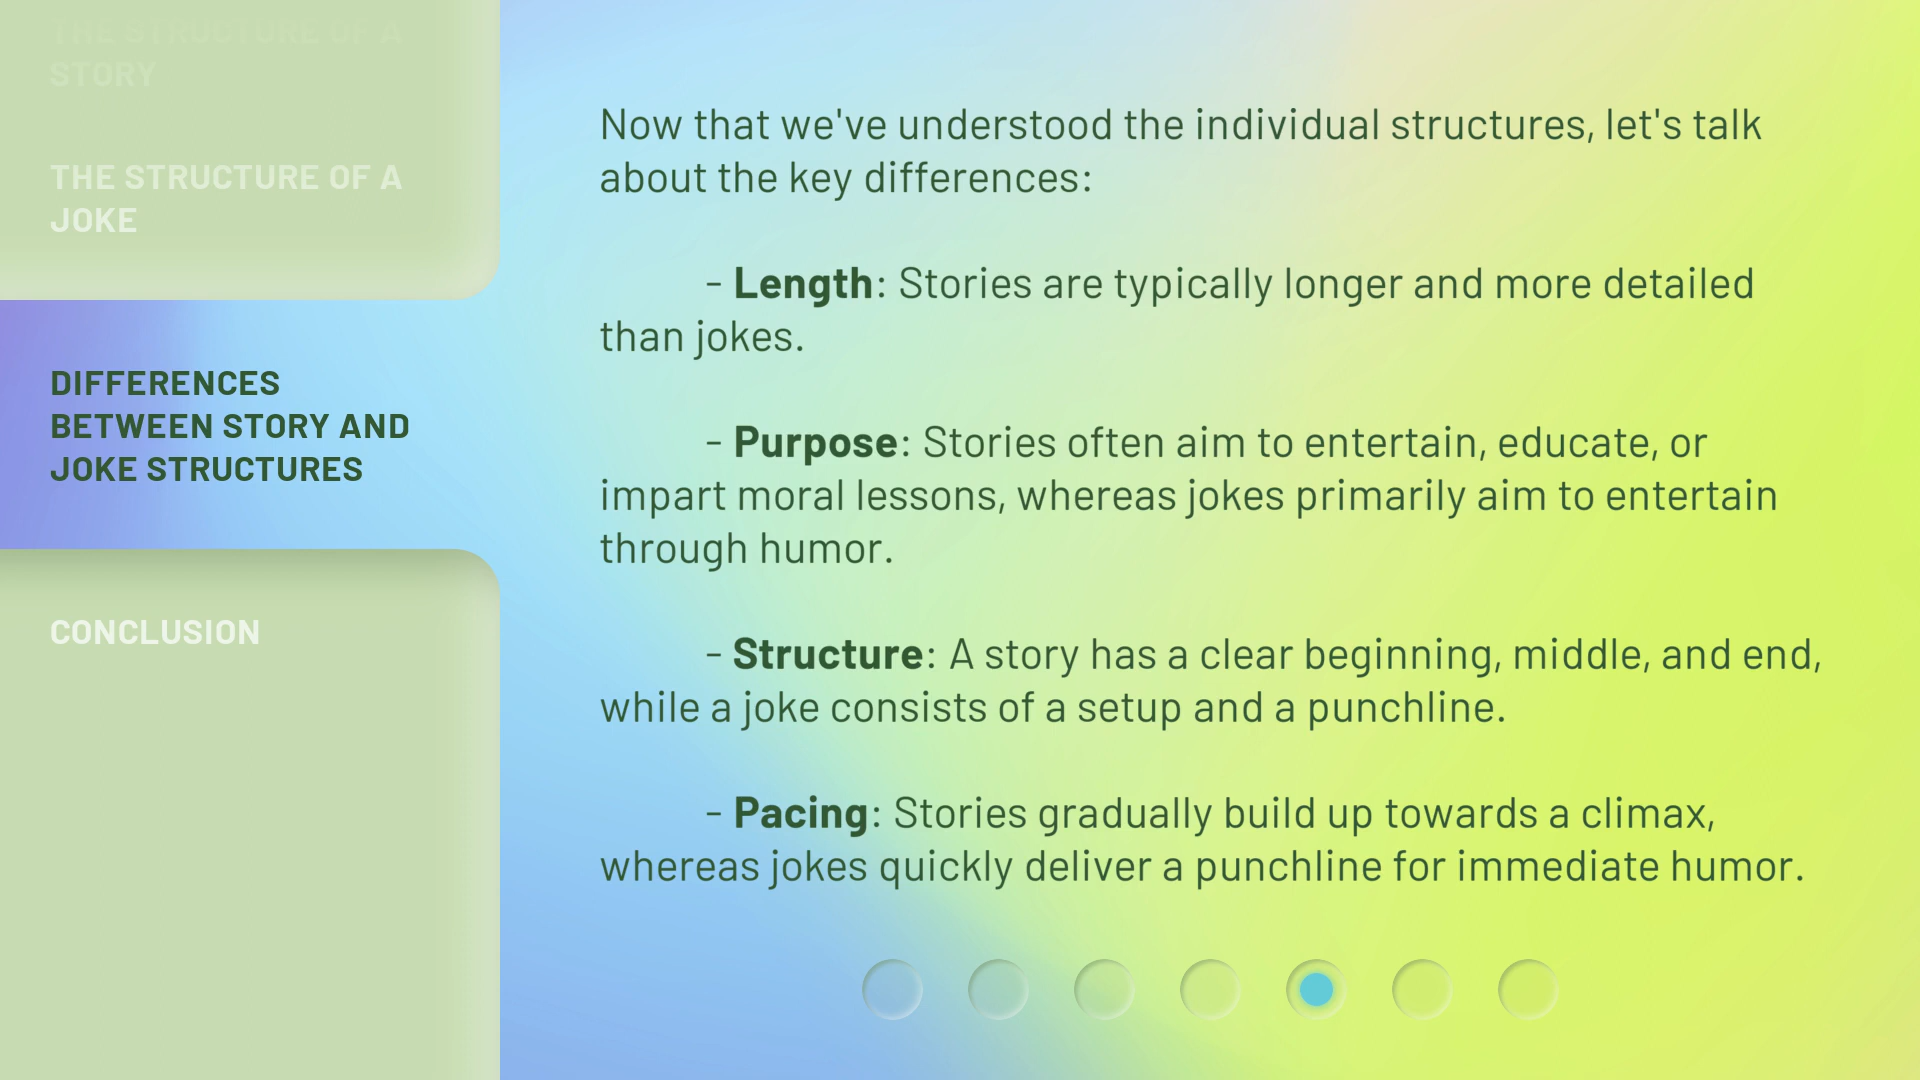 THE STRUCTURE OF A
STORY
THE STRUCTURE OF A
JOKE
DIFFERENCES
BETWEEN STORY AND
JOKE STRUCTURES
CONCLUSION
Now that we've understood the individual structures, let's talk
about the key differences:
- Length: Stories are typically longer and more detailed
than jokes.
- Purpose: Stories often aim to entertain, educate, or
impart moral lessons, whereas jokes primarily aim to entertain
through humor.
- Structure: A story has a clear beginning, middle, and end,
while a joke consists of a setup and a punchline.
- Pacing: Stories gradually build up towards a climax,
whereas jokes quickly deliver a punchline for immediate humor.